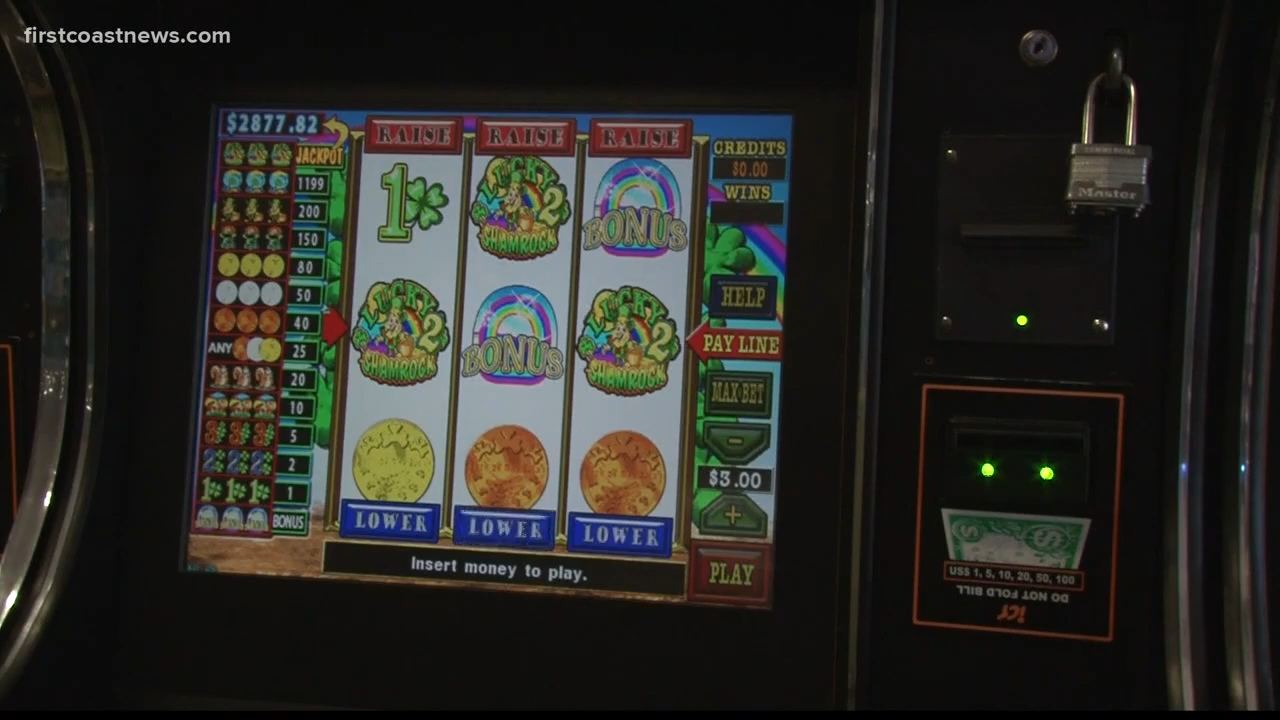 firstcoastnews.com
$2877.82
JACKPOT
1199
200
150
80
50
40
ANY 25
20
10
5
2
1
BONUS
RAISE RAISE RAISE
1 LUCKY 2 SHAMROCK BONUS
LUCKY 2 SHAMROCK BONUS LUCKY 2 SHAMROCK
LOWER LOWER LOWER
Insert money to play.
CREDITS
$0.00
WINS
HELP
PAY LINE
MAX BET
-
$3.00
+
PLAY
Master
US$ 1, 5, 10, 20, 50, 100
DO NOT FOLD BILL
ict